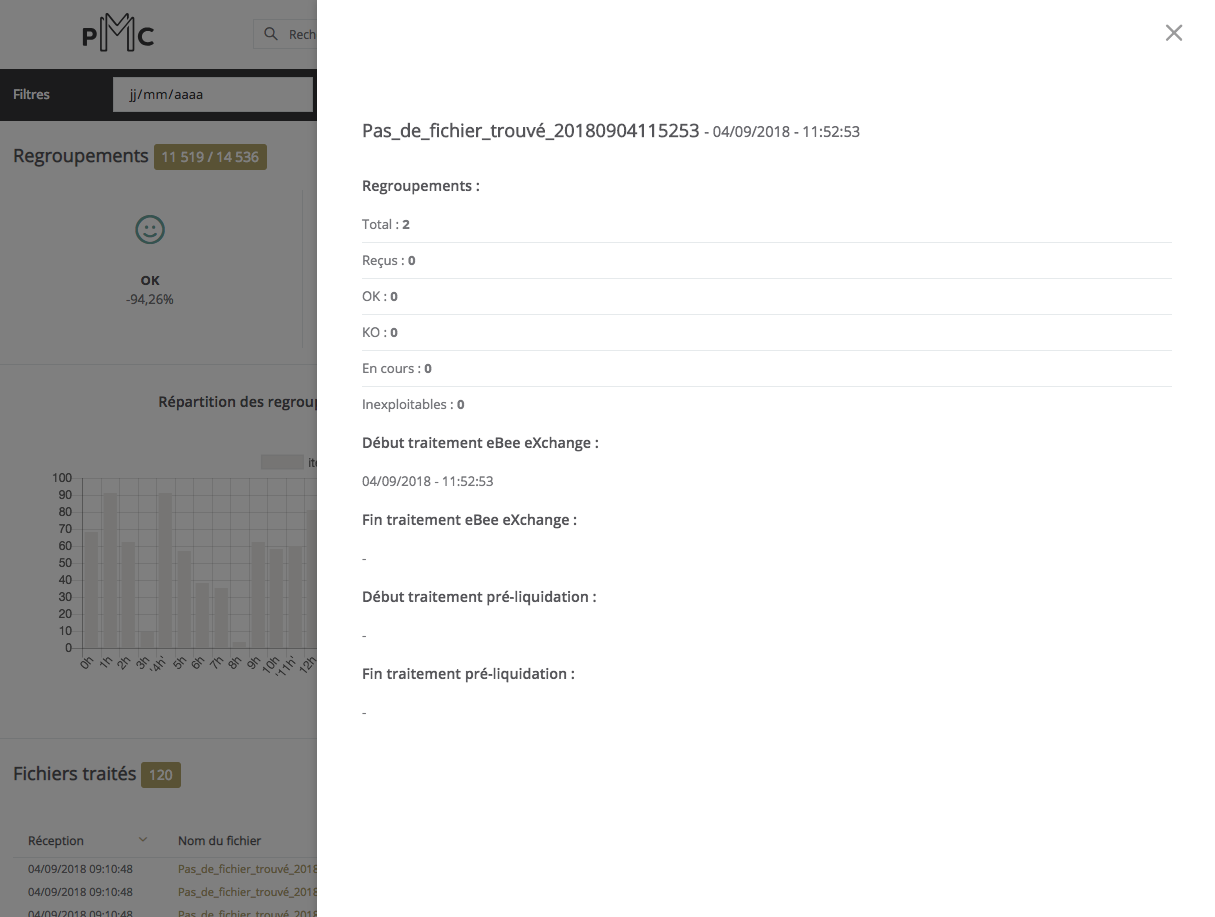 PMC
Rech
Filtres
jj/mm/aaaa
Regroupements 11 519 / 14 536
OK
-94,26%
Répartition des regroup
100
90
80
70
60
50
40
30
20
10
0
0h 1h 2h 3h '4h' 5h 6h 7h 8h 9h 10h '11h' 12h
Fichiers traités 120
Réception Nom du fichier
04/09/2018 09:10:48 Pas_de_fichier_trouvé_2018
04/09/2018 09:10:48 Pas_de_fichier_trouvé_2018
04/09/2018 09:10:48 Pas_de_fichier_trouvé_2018
Pas_de_fichier_trouvé_20180904115253 - 04/09/2018 - 11:52:53
Regroupements :
Total : 2
Reçus : 0
OK : 0
KO : 0
En cours : 0
Inexploitables : 0
Début traitement eBee eXchange :
04/09/2018 - 11:52:53
Fin traitement eBee eXchange :
-
Début traitement pré-liquidation :
-
Fin traitement pré-liquidation :
-